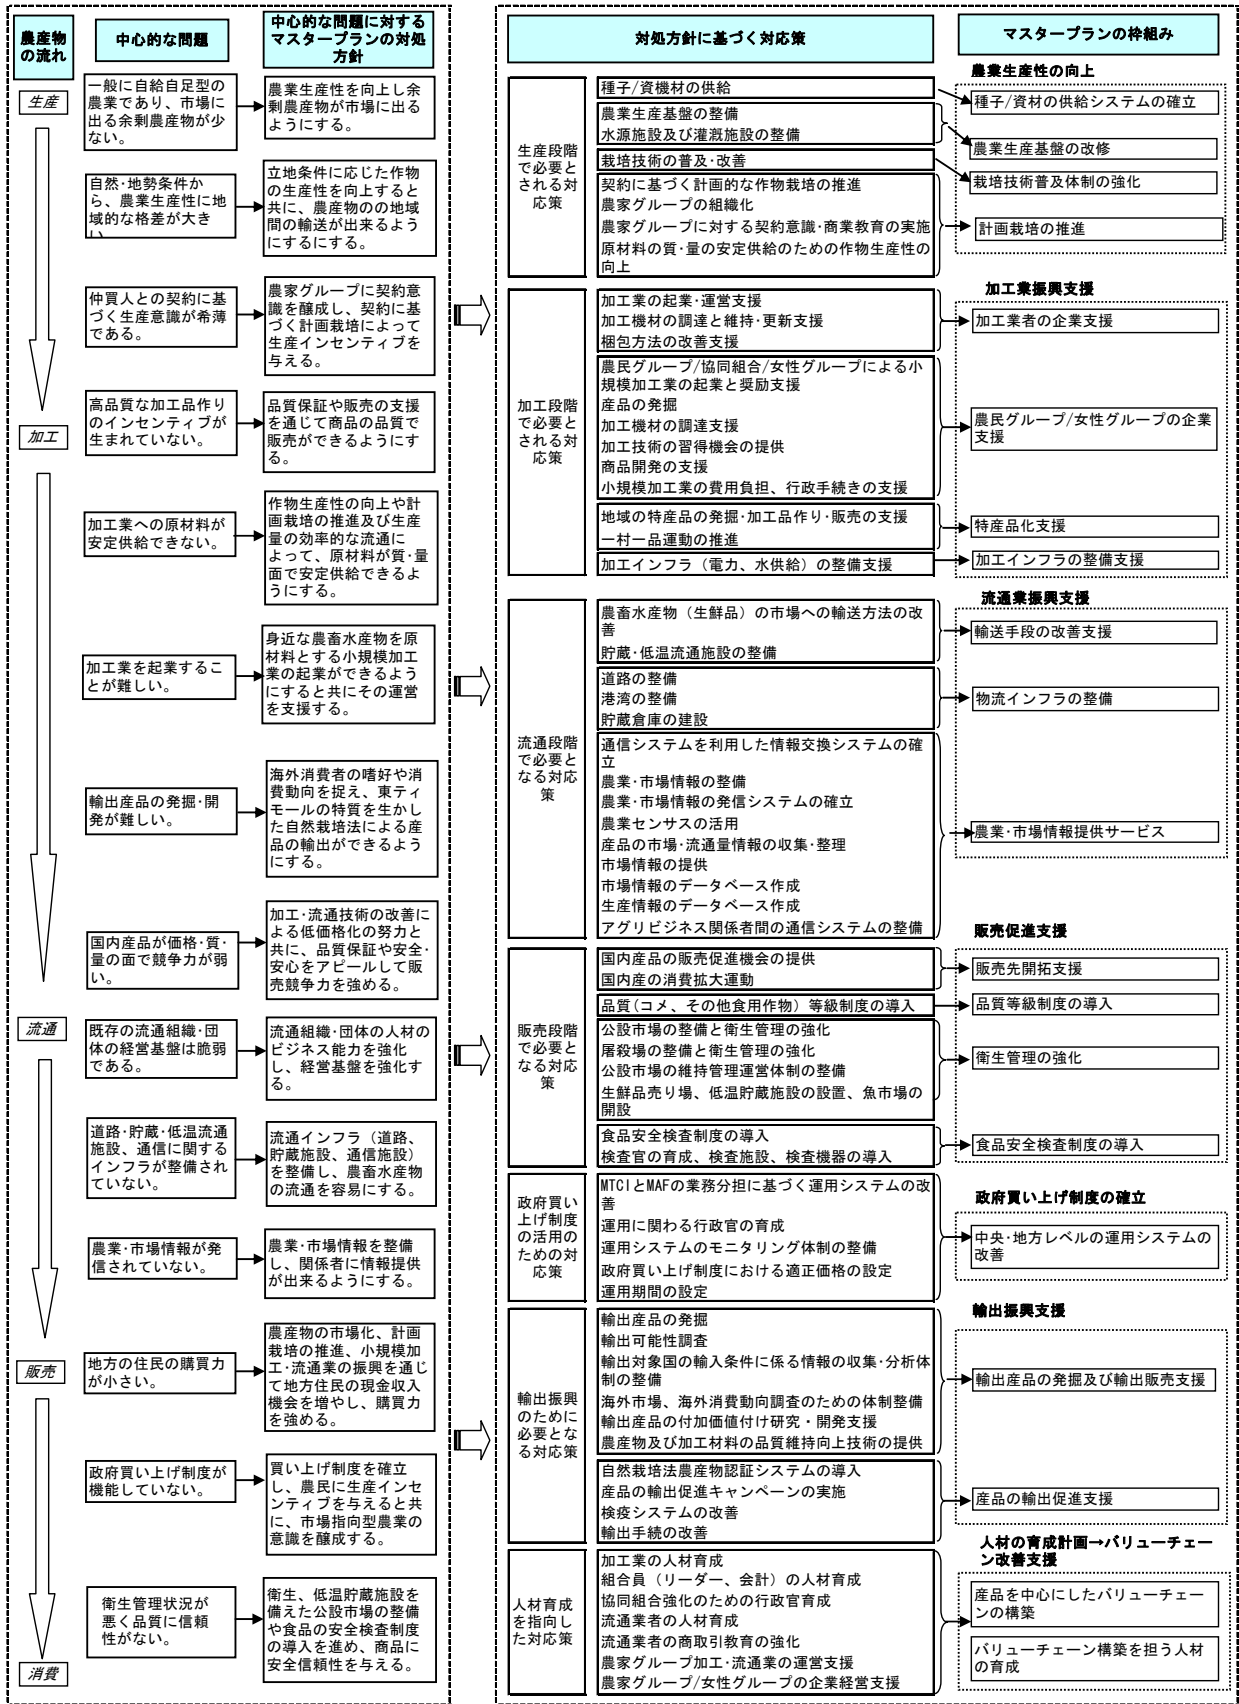 農産物
の流れ
中心的な問題
中心的な問題に対する
マスタープランの対処
方針
対処方針に基づく対応策
マスタープランの枠組み
生産
加工
流通
販売
消費
一般に自給自足型の
農業であり、市場に
出る余剰農産物が少
ない。
農業生産性を向上し余
剰農産物が市場に出る
ようにする。
自然・地勢条件か
ら、農業生産性に地
域的な格差が大き
い
立地条件に応じた作物
の生産性を向上すると
共に、農産物のの地域
間の輸送が出来るよう
にするにする。
仲買人との契約に基
づく生産意識が希薄
である。
農家グループに契約意
識を醸成し、契約に基
づく計画栽培によって
生産インセンティブを
与える。
高品質な加工品作り
のインセンティブが
生まれていない。
品質保証や販売の支援
を通じて商品の品質で
販売ができるようにす
る。
加工業への原材料が
安定供給できない。
作物生産性の向上や計
画栽培の推進及び生産
量の効率的な流通に
よって、原材料が質・量
面で安定供給できるよ
うにする。
加工業を起業するこ
とが難しい。
身近な農畜水産物を原
材料とする小規模加工
業の起業ができるよう
にすると共にその運営
を支援する。
輸出産品の発掘・開
発が難しい。
海外消費者の嗜好や消
費動向を捉え、東ティ
モールの特質を生かし
た自然栽培法による産
品の輸出ができるよう
にする。
国内産品が価格・質・
量の面で競争力が弱
い。
加工・流通技術の改善に
よる低価格化の努力と
共に、品質保証や安全・
安心をアピールして販
売競争力を強める。
既存の流通組織・団
体の経営基盤は脆弱
である。
流通組織・団体の人材の
ビジネス能力を強化
し、経営基盤を強化す
る。
道路・貯蔵・低温流通
施設、通信に関する
インフラが整備され
ていない。
流通インフラ（道路、
貯蔵施設、通信施設）
を整備し、農畜水産物
の流通を容易にする。
農業・市場情報が発
信されていない。
農業・市場情報を整備
し、関係者に情報提供
が出来るようにする。
地方の住民の購買力
が小さい。
農産物の市場化、計画
栽培の推進、小規模加
工・流通業の振興を通じ
て地方住民の現金収入
機会を増やし、購買力
を強める。
政府買い上げ制度が
機能していない。
買い上げ制度を確立
し、農民に生産インセ
ンティブを与えると共
に、市場指向型農業の
意識を醸成する。
衛生管理状況が
悪く品質に信頼
性がない。
衛生、低温貯蔵施設を
備えた公設市場の整備
や食品の安全検査制度
の導入を進め、商品に
安全信頼性を与える。
生産段階
で必要と
される対
応策
種子/資機材の供給
農業生産基盤の整備
水源施設及び灌漑施設の整備
栽培技術の普及・改善
契約に基づく計画的な作物栽培の推進
農家グループの組織化
農家グループに対する契約意識・商業教育の実施
原材料の質・量の安定供給のための作物生産性の
向上
農業生産性の向上
種子/資材の供給システムの確立
農業生産基盤の改修
栽培技術普及体制の強化
計画栽培の推進
加工段階
で必要と
される対
応策
加工業の起業・運営支援
加工機材の調達と維持・更新支援
梱包方法の改善支援
農民グループ/協同組合/女性グループによる小
規模加工業の起業と奨励支援
産品の発掘
加工機材の調達支援
加工技術の習得機会の提供
商品開発の支援
小規模加工業の費用負担、行政手続きの支援
地域の特産品の発掘・加工品作り・販売の支援
一村一品運動の推進
加工インフラ（電力、水供給）の整備支援
加工業振興支援
加工業者の企業支援
農民グループ/女性グループの企業
支援
特産品化支援
加工インフラの整備支援
流通段階
で必要と
なる対応
策
農畜水産物（生鮮品）の市場への輸送方法の改
善
貯蔵・低温流通施設の整備
道路の整備
港湾の整備
貯蔵倉庫の建設
通信システムを利用した情報交換システムの確
立
農業・市場情報の整備
農業・市場情報の発信システムの確立
農業センサスの活用
産品の市場・流通量情報の収集・整理
市場情報の提供
市場情報のデータベース作成
生産情報のデータベース作成
アグリビジネス関係者間の通信システムの整備
流通業振興支援
輸送手段の改善支援
物流インフラの整備
農業・市場情報提供サービス
販売段階
で必要と
なる対応
策
国内産品の販売促進機会の提供
国内産の消費拡大運動
品質(コメ、その他食用作物）等級制度の導入
公設市場の整備と衛生管理の強化
屠殺場の整備と衛生管理の強化
公設市場の維持管理運営体制の整備
生鮮品売り場、低温貯蔵施設の設置、魚市場の
開設
食品安全検査制度の導入
検査官の育成、検査施設、検査機器の導入
販売促進支援
販売先開拓支援
品質等級制度の導入
衛生管理の強化
食品安全検査制度の導入
政府買い
上げ制度
の活用の
ための対
応策
MTCIとMAFの業務分担に基づく運用システムの改
善
運用に関わる行政官の育成
運用システムのモニタリング体制の整備
政府買い上げ制度における適正価格の設定
運用期間の設定
政府買い上げ制度の確立
中央・地方レベルの運用システムの
改善
輸出振興
のために
必要とな
る対応策
輸出産品の発掘
輸出可能性調査
輸出対象国の輸入条件に係る情報の収集・分析体
制の整備
海外市場、海外消費動向調査のための体制整備
輸出産品の付加価値付け研究・開発支援
農産物及び加工材料の品質維持向上技術の提供
自然栽培法農産物認証システムの導入
産品の輸出促進キャンペーンの実施
検疫システムの改善
輸出手続の改善
輸出振興支援
輸出産品の発掘及び輸出販売支援
産品の輸出促進支援
人材育成
を指向し
た対応策
加工業の人材育成
組合員（リーダー、会計）の人材育成
協同組合強化のための行政官育成
流通業者の人材育成
流通業者の商取引教育の強化
農家グループ加工・流通業の運営支援
農家グループ/女性グループの企業経営支援
人材の育成計画→バリューチェー
ン改善支援
産品を中心にしたバリューチェー
ンの構築
バリューチェーン構築を担う人材
の育成